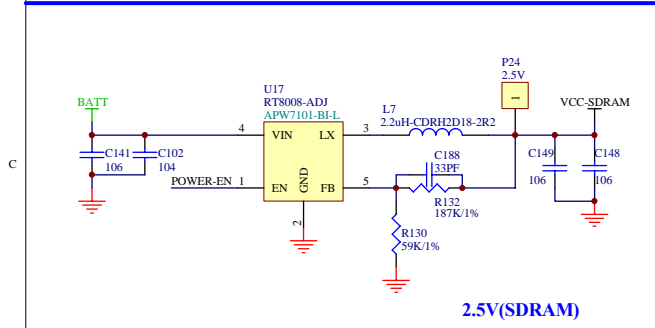 P24
2.5V
U17
RT8008-ADJ
APW7101-BI-L
BATT
L7
2.2uH-CDRH2D18-2R2
1
VCC-SDRAM
4 VIN LX 3
C141
106
C102
104
C
C188
33PF
C149
106
C148
106
POWER-EN 1 EN GND FB 5
R132
187K/1%
2
R130
59K/1%
2.5V(SDRAM)